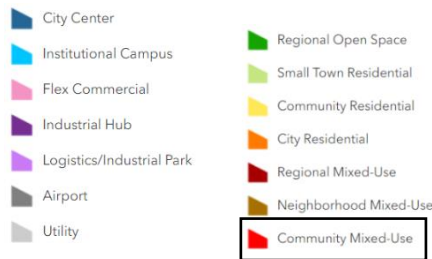 City Center
Institutional Campus
Flex Commercial
Industrial Hub
Logistics/Industrial Park
Airport
Utility
Regional Open Space
Small Town Residential
Community Residential
City Residential
Regional Mixed-Use
Neighborhood Mixed-Use
Community Mixed-Use